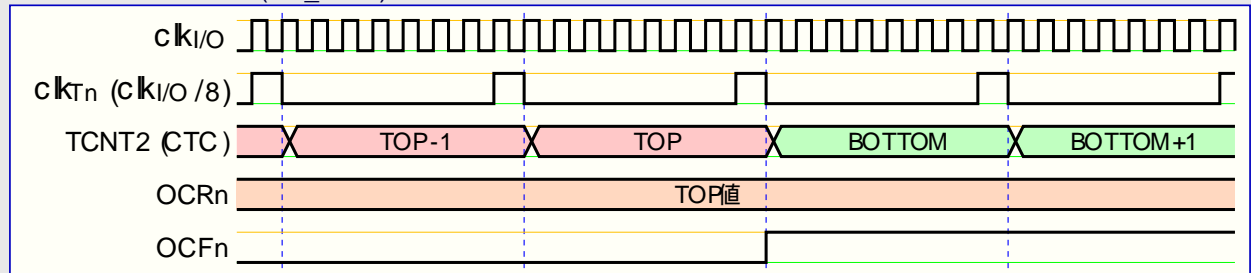 clkI/O
clkTn (clkI/O /8)
TCNT2 (CTC)
TOP-1
TOP
BOTTOM
BOTTOM+1
OCRn
TOP値
OCFn